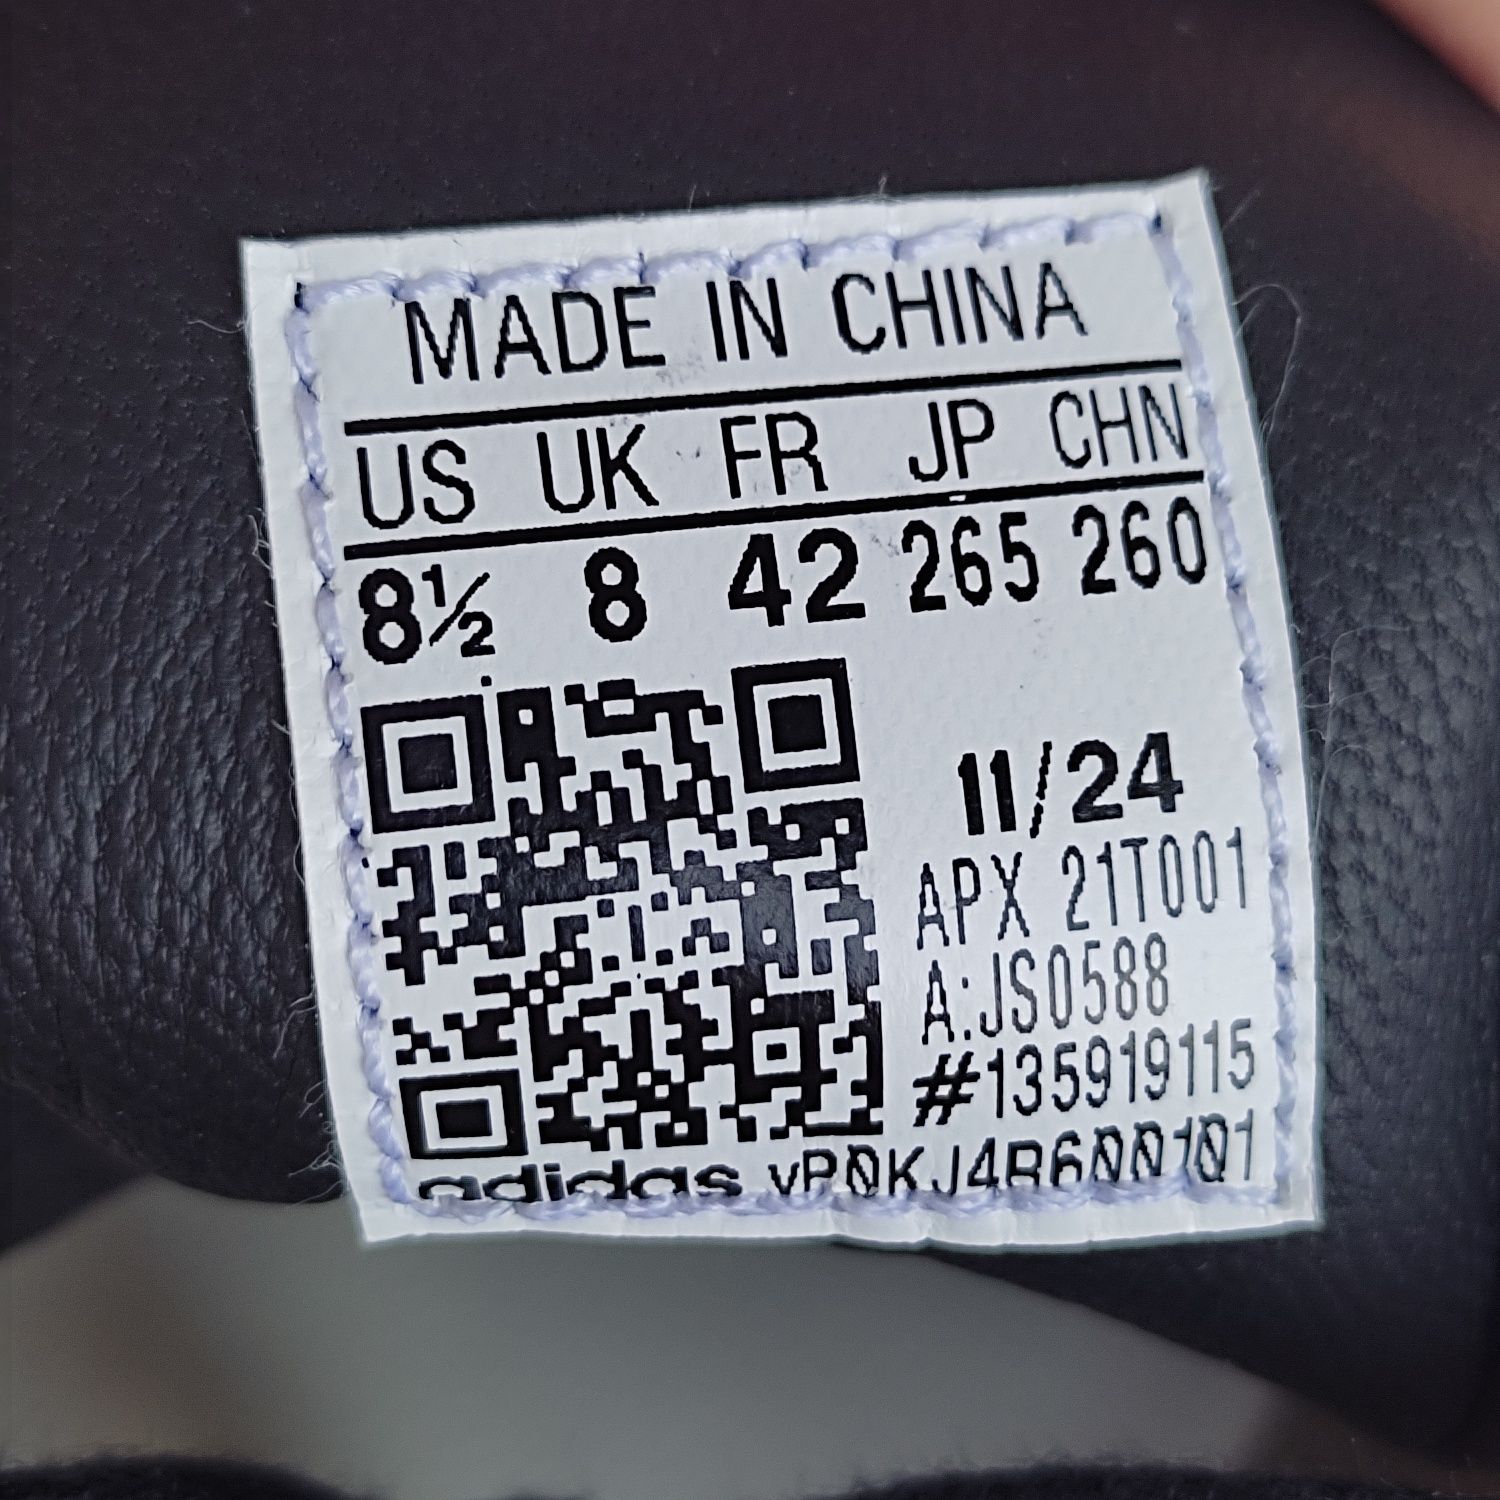 MADE IN CHINA
US UK FR JP CHN
8½ 8 42 265 260
11/24
APX 21T001
A:JS0588
#135919115
adidas